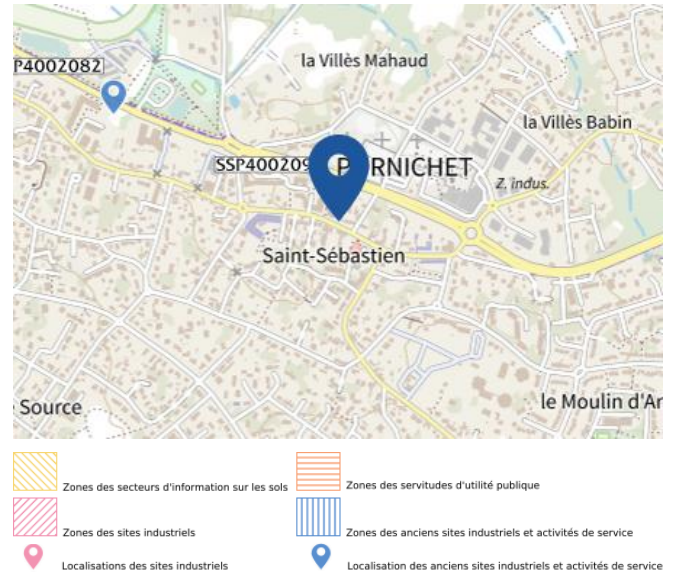 la Villès Mahaud
P4002082
la Villès Babin
SSP400209
PORNICHET
Z. indus.
Saint-Sébastien
Source
le Moulin d'Ar
Zones des secteurs d'information sur les sols
Zones des servitudes d'utilité publique
Zones des sites industriels
Zones des anciens sites industriels et activités de service
Localisations des sites industriels
Localisation des anciens sites industriels et activités de service